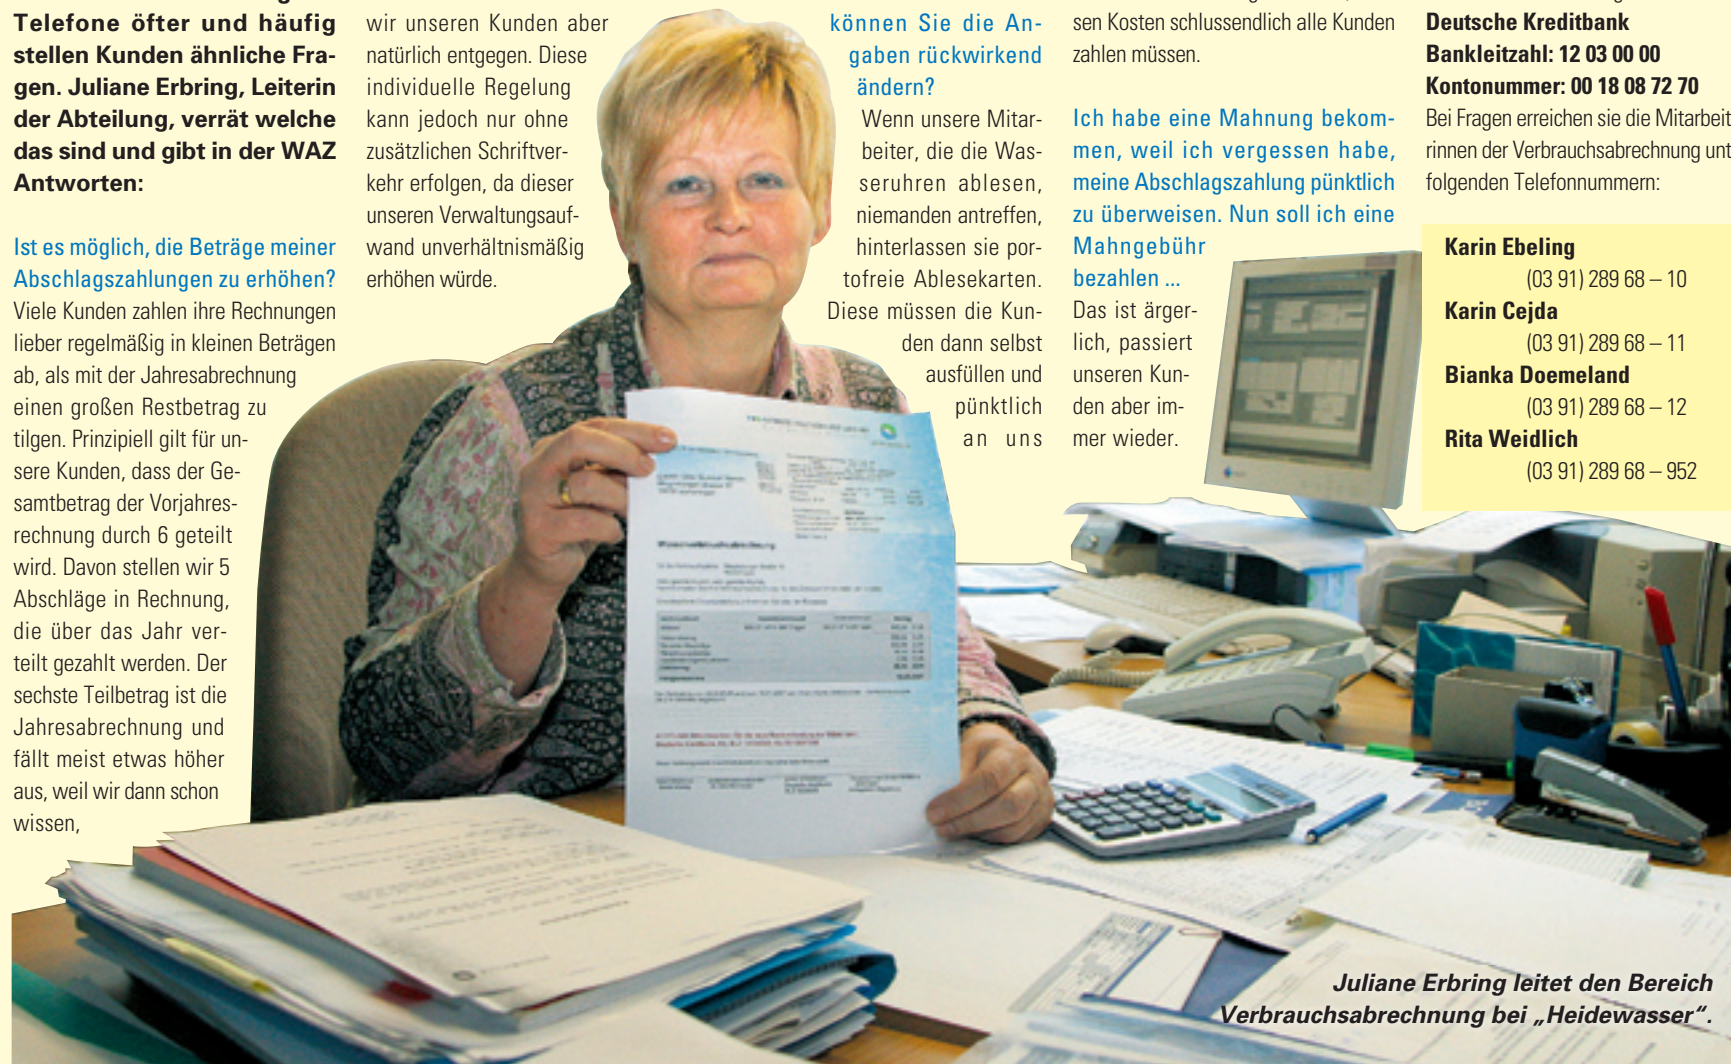 Telefone öfter und häufig
stellen Kunden ähnliche Fra-
gen. Juliane Erbring, Leiterin
der Abteilung, verrät welche
das sind und gibt in der WAZ
Antworten:
Ist es möglich, die Beträge meiner
Abschlagszahlungen zu erhöhen?
Viele Kunden zahlen ihre Rechnungen
lieber regelmäßig in kleinen Beträgen
ab, als mit der Jahresabrechnung
einen großen Restbetrag zu
tilgen. Prinzipiell gilt für un-
sere Kunden, dass der Ge-
samtbetrag der Vorjahres-
rechnung durch 6 geteilt
wird. Davon stellen wir 5
Abschläge in Rechnung,
die über das Jahr ver-
teilt gezahlt werden. Der
sechste Teilbetrag ist die
Jahresabrechnung und
fällt meist etwas höher
aus, weil wir dann schon
wissen,
wir unseren Kunden aber
natürlich entgegen. Diese
individuelle Regelung
kann jedoch nur ohne
zusätzlichen Schriftver-
kehr erfolgen, da dieser
unseren Verwaltungsauf-
wand unverhältnismäßig
erhöhen würde.
können Sie die An-
gaben rückwirkend
ändern?
Wenn unsere Mitar-
beiter, die die Was-
seruhren ablesen,
niemanden antreffen,
hinterlassen sie por-
tofreie Ablesekarten.
Diese müssen die Kun-
den dann selbst
ausfüllen und
pünktlich
an uns
sen Kosten schlussendlich alle Kunden
zahlen müssen.
Ich habe eine Mahnung bekom-
men, weil ich vergessen habe,
meine Abschlagszahlung pünktlich
zu überweisen. Nun soll ich eine
Mahngebühr
bezahlen ...
Das ist ärger-
lich, passiert
unseren Kun-
den aber im-
mer wieder.
Deutsche Kreditbank
Bankleitzahl: 12 03 00 00
Kontonummer: 00 18 08 72 70
Bei Fragen erreichen sie die Mitarbeit
rinnen der Verbrauchsabrechnung unt
folgenden Telefonnummern:
Karin Ebeling
(03 91) 289 68 – 10
Karin Cejda
(03 91) 289 68 – 11
Bianka Doemeland
(03 91) 289 68 – 12
Rita Weidlich
(03 91) 289 68 – 952
Wasserverbrauchsabrechnung
Juliane Erbring leitet den Bereich
Verbrauchsabrechnung bei „Heidewasser“.